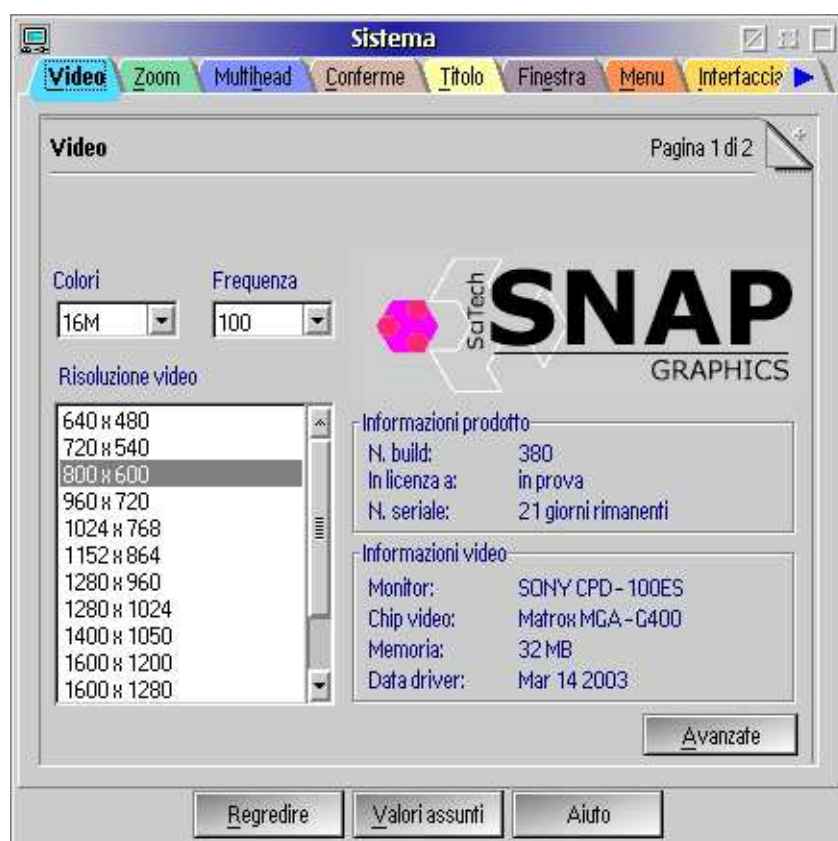 Sistema
Video Zoom Multihead Conferme Titolo Finestra Menu Interfaccia
Video Pagina 1 di 2
Colori Frequenza
16M 100
SciTech
SNAP
GRAPHICS
Risoluzione video
640 x 480
720 x 540
800 x 600
960 x 720
1024 x 768
1152 x 864
1280 x 960
1280 x 1024
1400 x 1050
1600 x 1200
1600 x 1280
Informazioni prodotto
N. build: 380
In licenza a: in prova
N. seriale: 21 giorni rimanenti
Informazioni video
Monitor: SONY CPD-100ES
Chip video: Matrox MGA-G400
Memoria: 32 MB
Data driver: Mar 14 2003
Avanzate
Regredire Valori assunti Aiuto